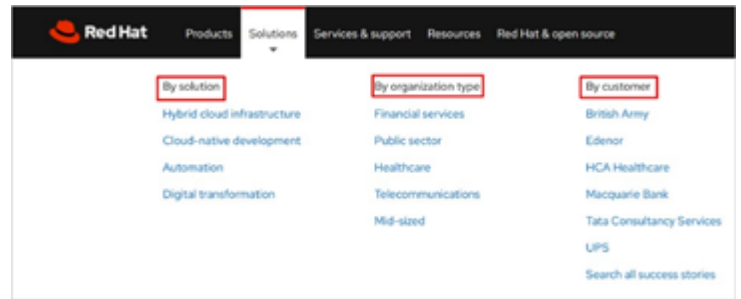 Red Hat
Products Solutions Services & support Resources Red Hat & open source
By solution
Hybrid cloud infrastructure
Cloud-native development
Automation
Digital transformation
By organization type
Financial services
Public sector
Healthcare
Telecommunications
Mid-sized
By customer
British Army
Edenor
HCA Healthcare
Macquarie Bank
Tata Consultancy Services
UPS
Search all success stories